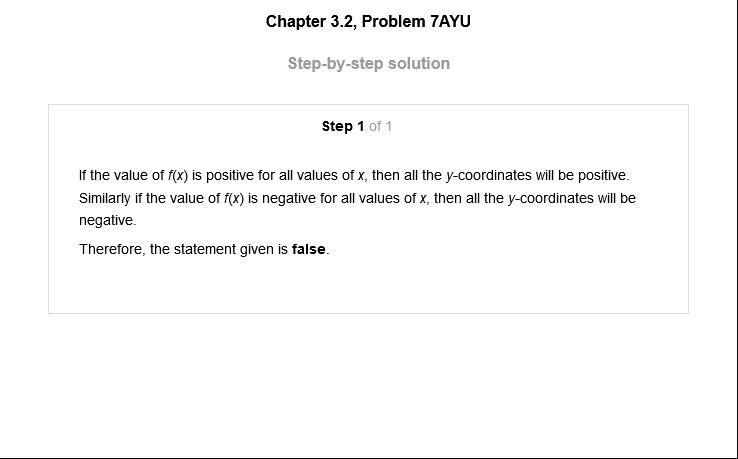 Chapter 3.2, Problem 7AYU
Step-by-step solution
Step 1 of 1
If the value of f(x) is positive for all values of x, then all the y-coordinates will be positive.
Similarly if the value of f(x) is negative for all values of x, then all the y-coordinates will be
negative.
Therefore, the statement given is false.